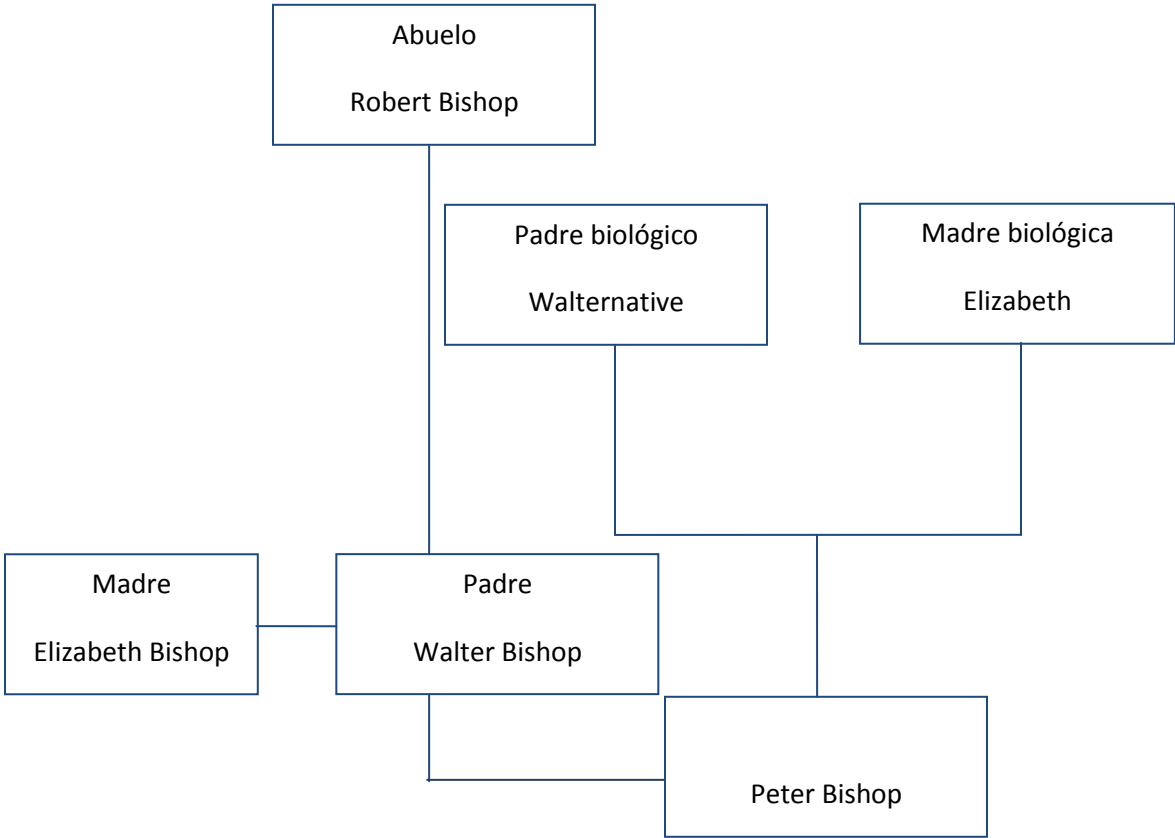 Abuelo
Robert Bishop
Padre biológico
Walternative
Madre biológica
Elizabeth
Madre
Elizabeth Bishop
Padre
Walter Bishop
Peter Bishop